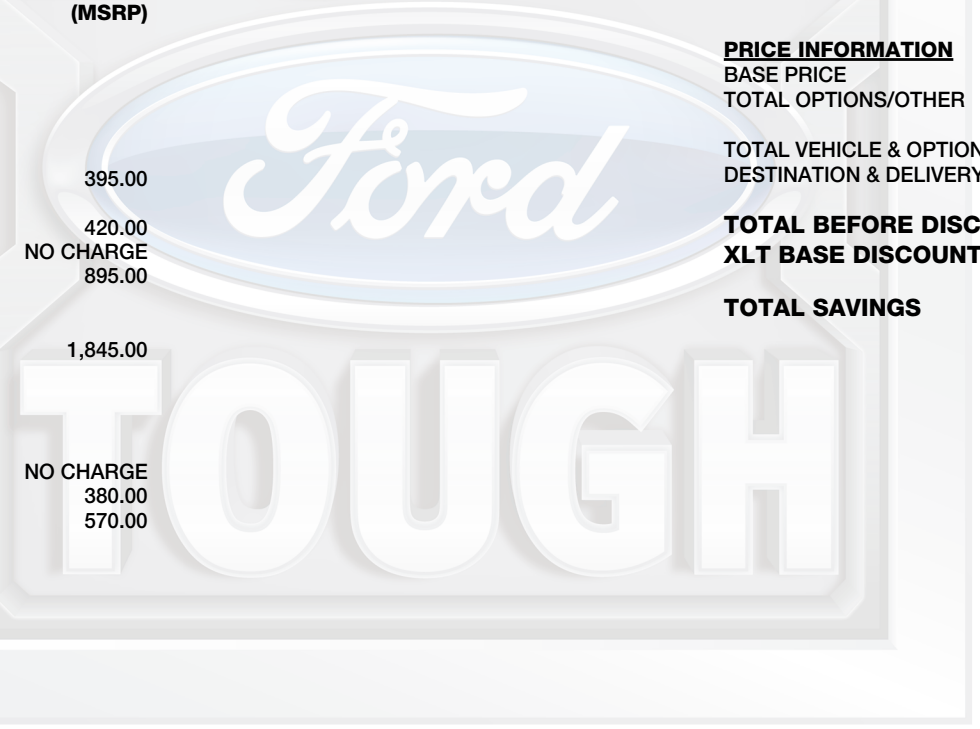 (MSRP)
395.00
420.00
NO CHARGE
895.00
1,845.00
NO CHARGE
380.00
570.00
PRICE INFORMATION
BASE PRICE
TOTAL OPTIONS/OTHER
TOTAL VEHICLE & OPTION
DESTINATION & DELIVERY
TOTAL BEFORE DISC
XLT BASE DISCOUNT
TOTAL SAVINGS
Ford
TOUGH